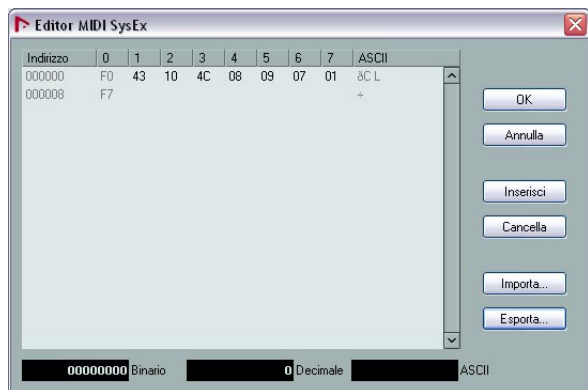 Editor MIDI SysEx
Indirizzo 0 1 2 3 4 5 6 7 ASCII
000000 F0 43 10 4C 08 09 07 01 ðC L
000008 F7 ÷
OK
Annulla
Inserisci
Cancella
Importa...
Esporta...
00000000 Binario 0 Decimale ASCII